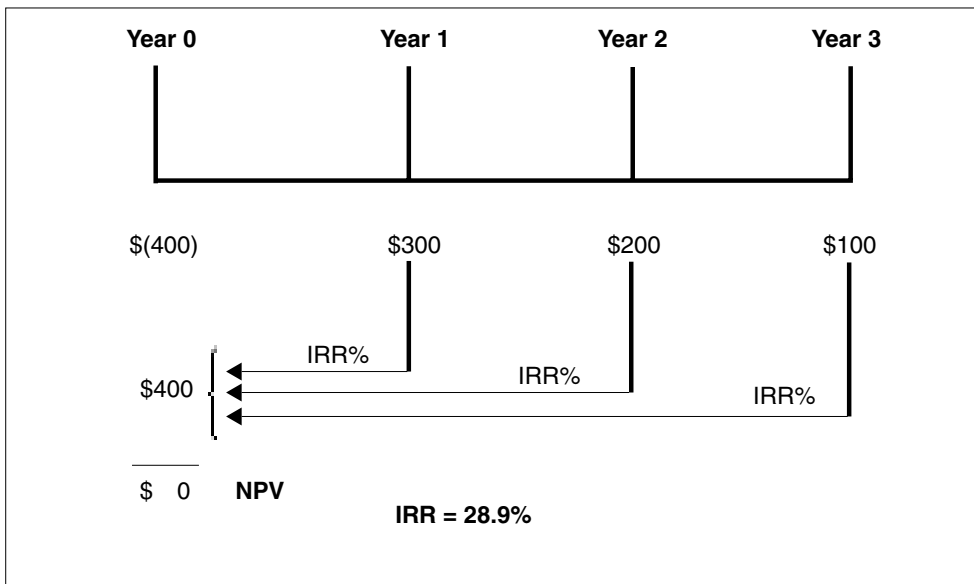 Year 0 Year 1 Year 2 Year 3
$(400) $300 $200 $100
IRR%
$400 IRR% IRR%
$ 0 NPV
IRR = 28.9%